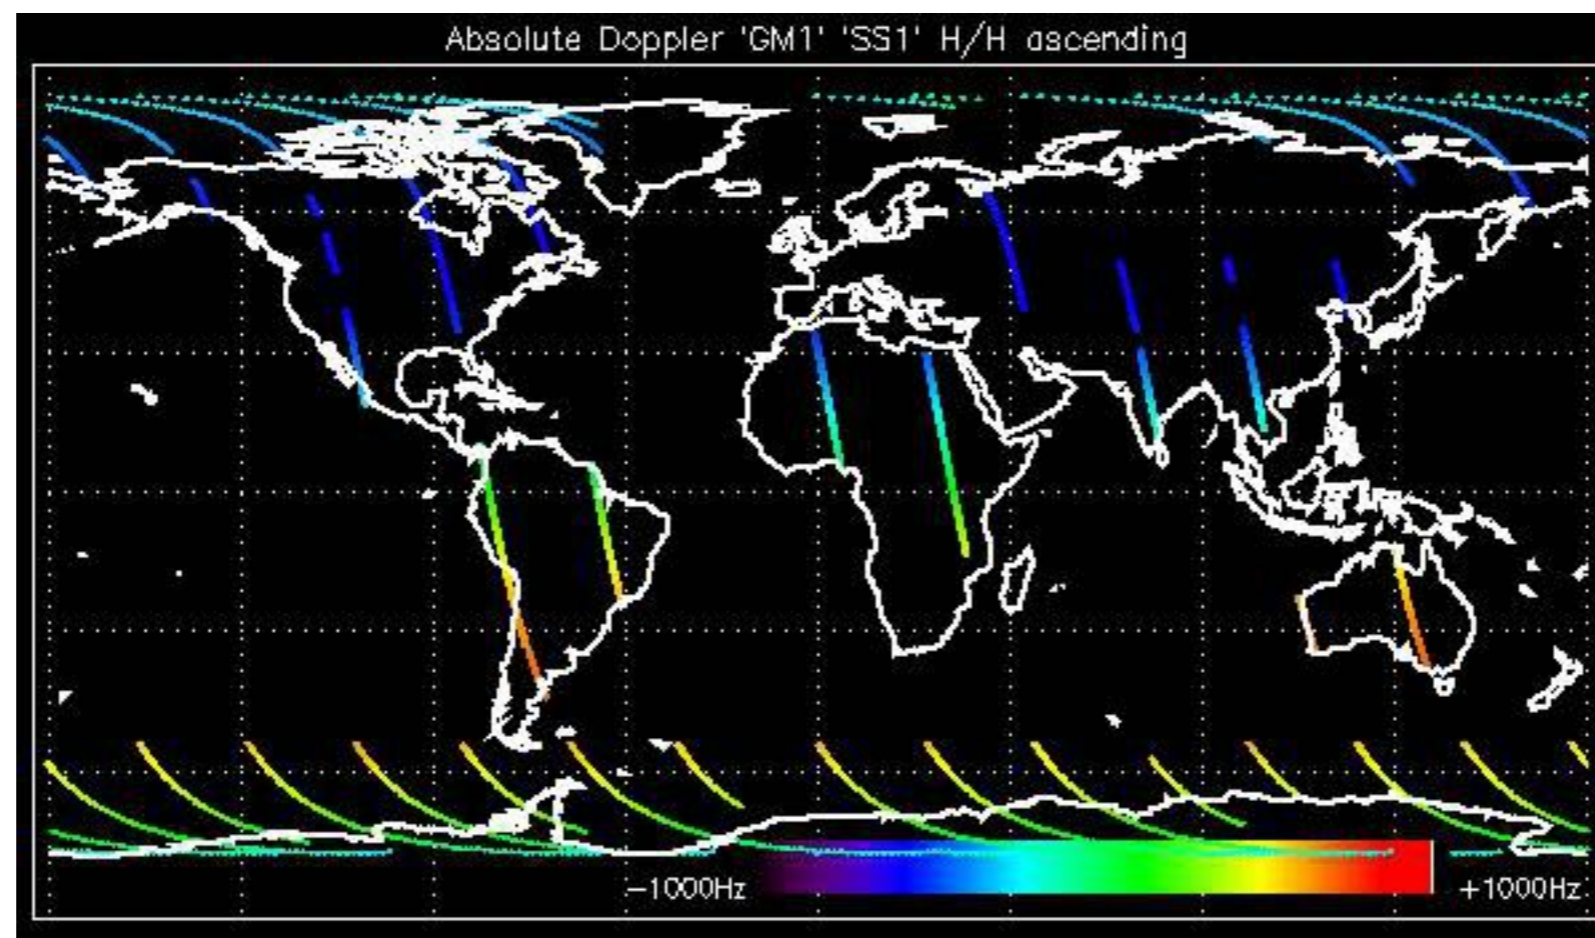 Absolute Doppler 'GM1' 'SS1' H/H ascending
−1000Hz
+1000Hz